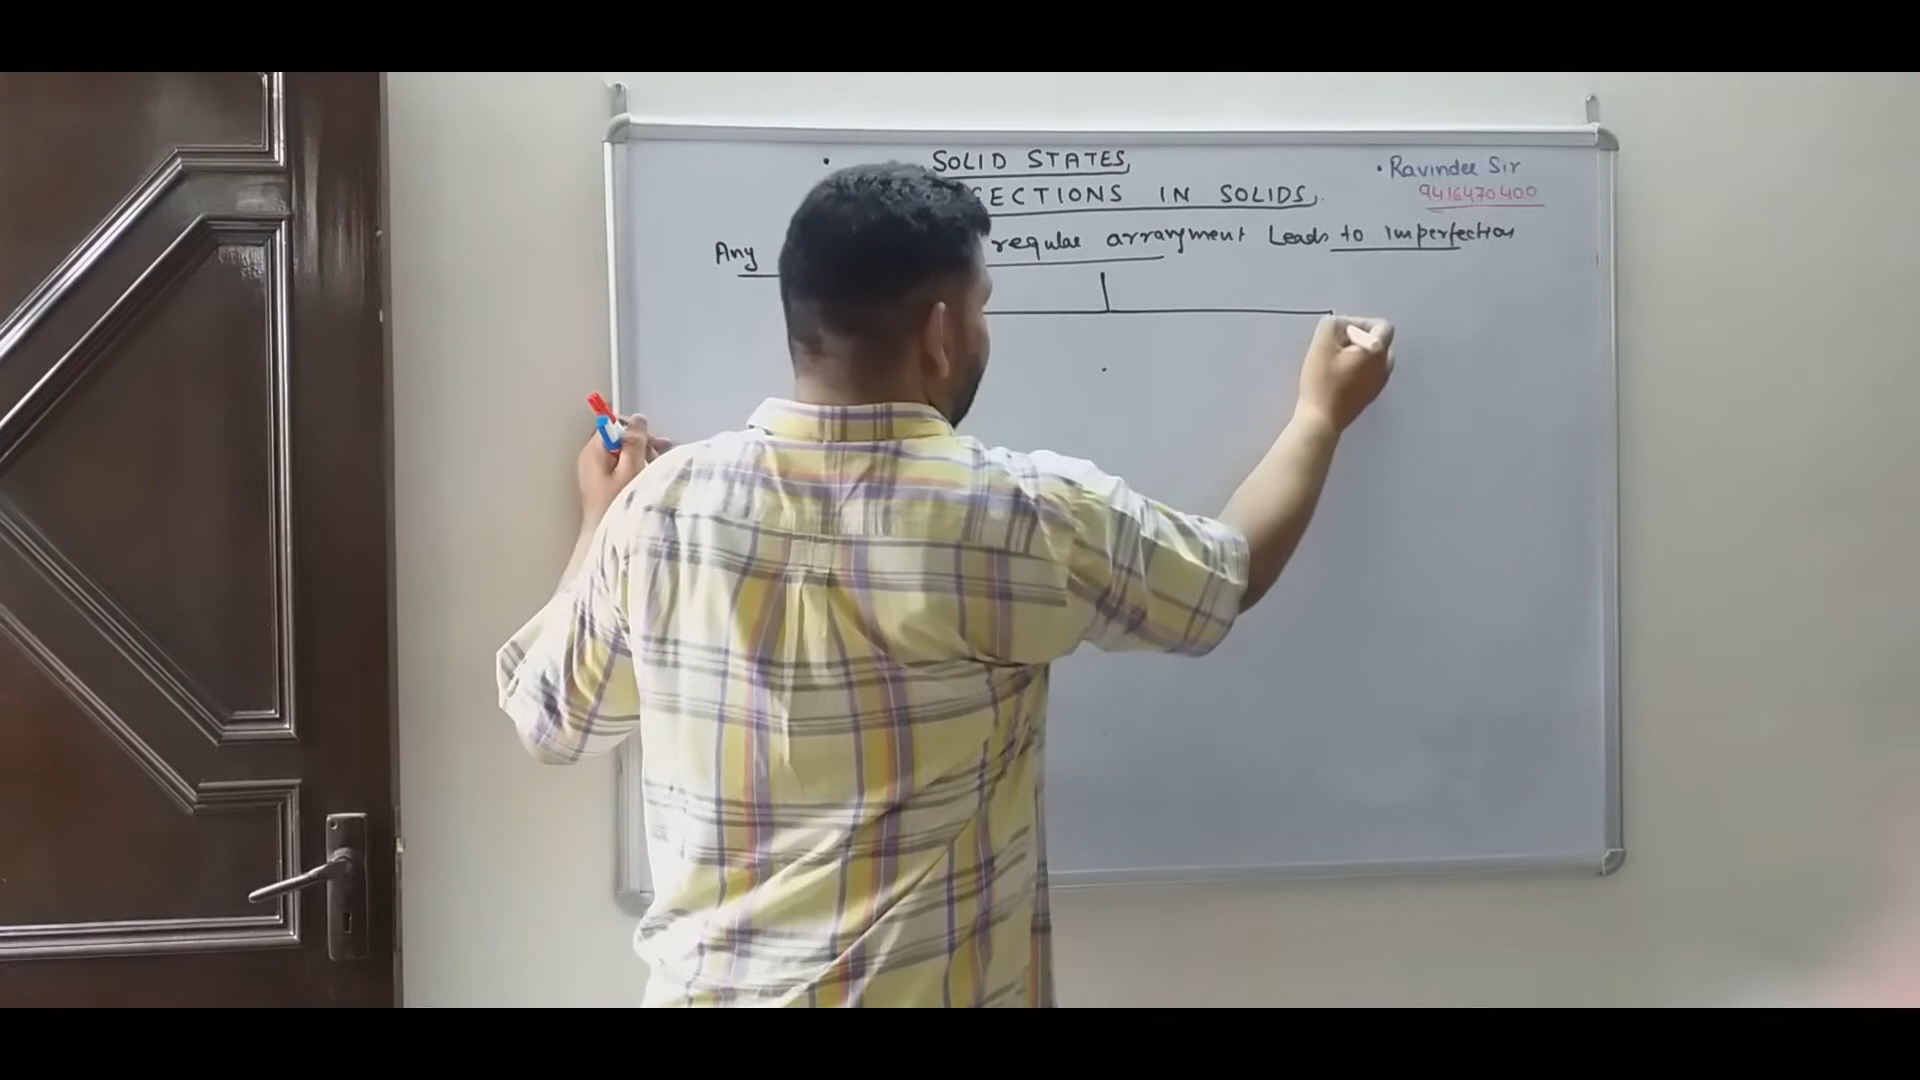 SOLID STATES,
ECTIONS IN SOLIDS.
• Ravinder Sir
9416470400
Any regular arrangment Leads to imperfection